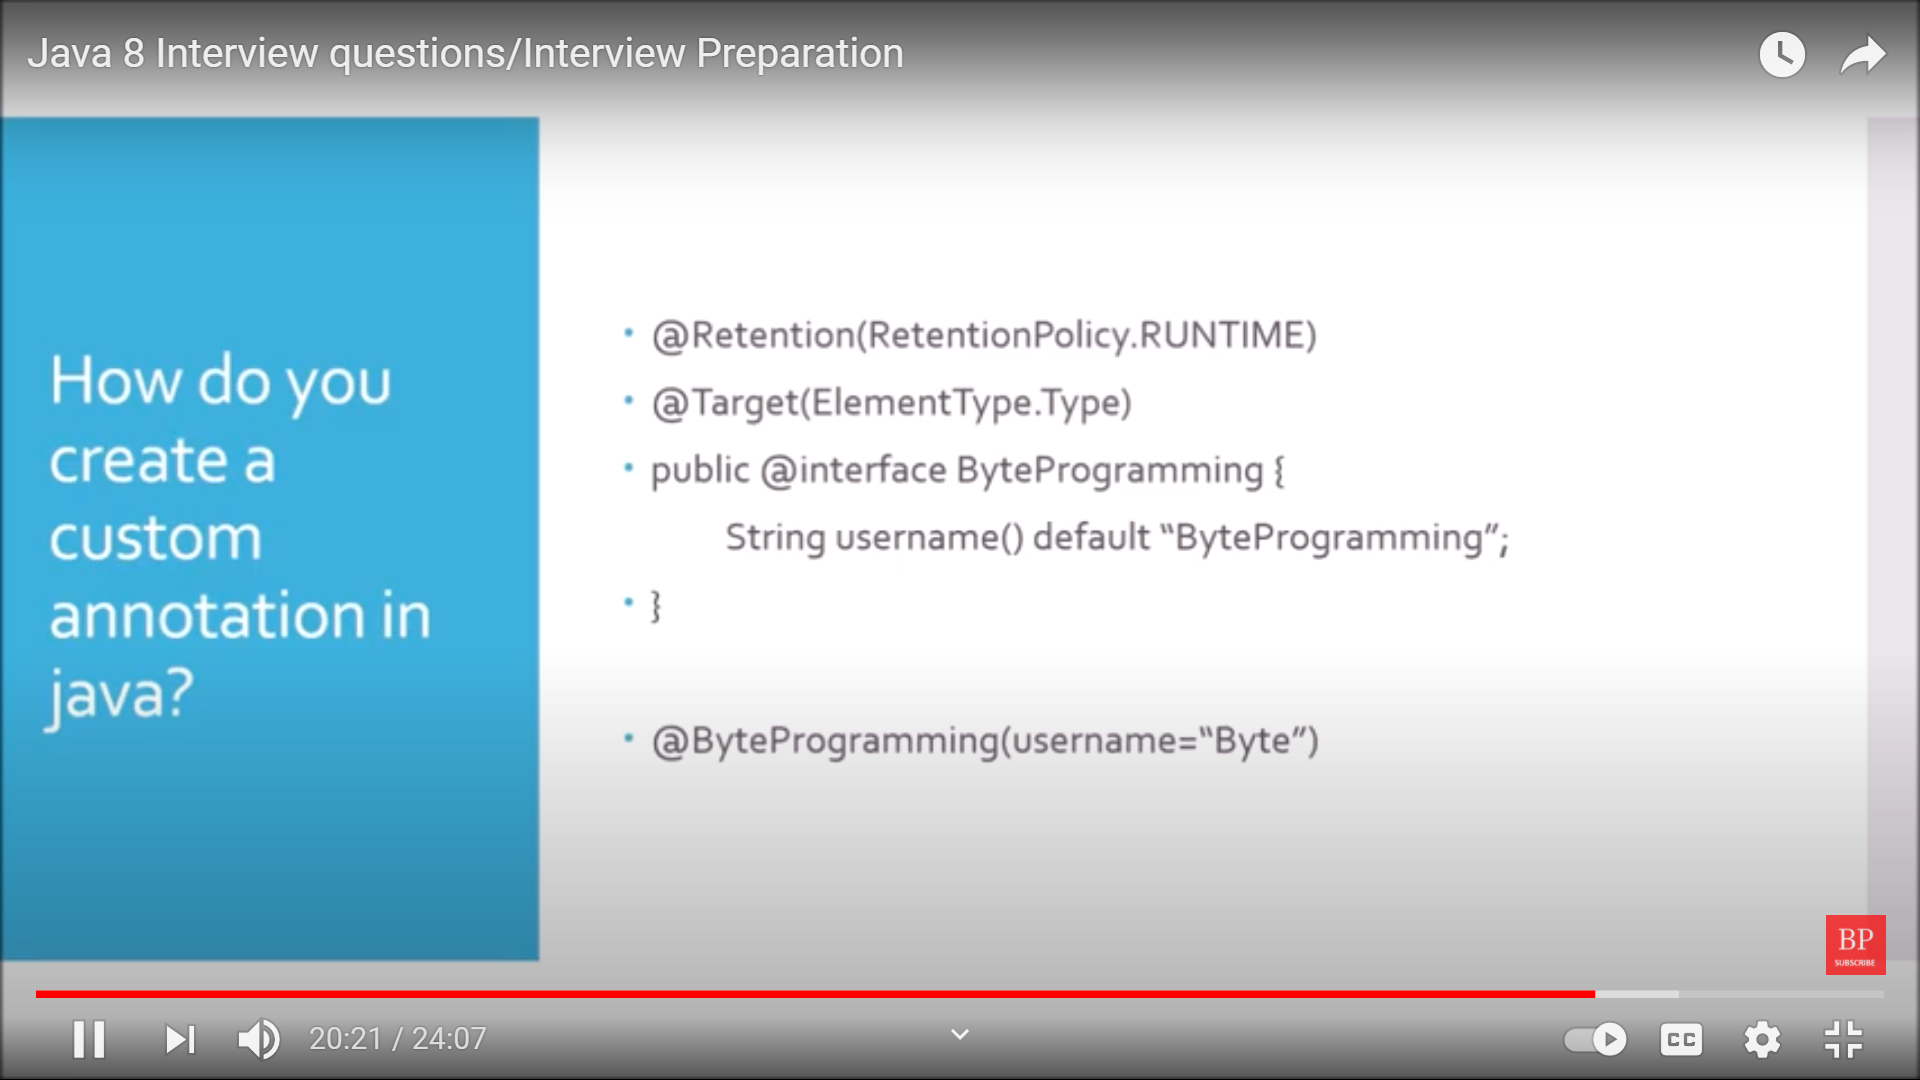 Java 8 Interview questions/Interview Preparation
How do you
create a
custom
annotation in
java?
• @Retention(RetentionPolicy.RUNTIME)
• @Target(ElementType.Type)
• public @interface ByteProgramming {
String username() default “ByteProgramming”;
• }
• @ByteProgramming(username=“Byte”)
BP
SUBSCRIBE
20:21 / 24:07
CC